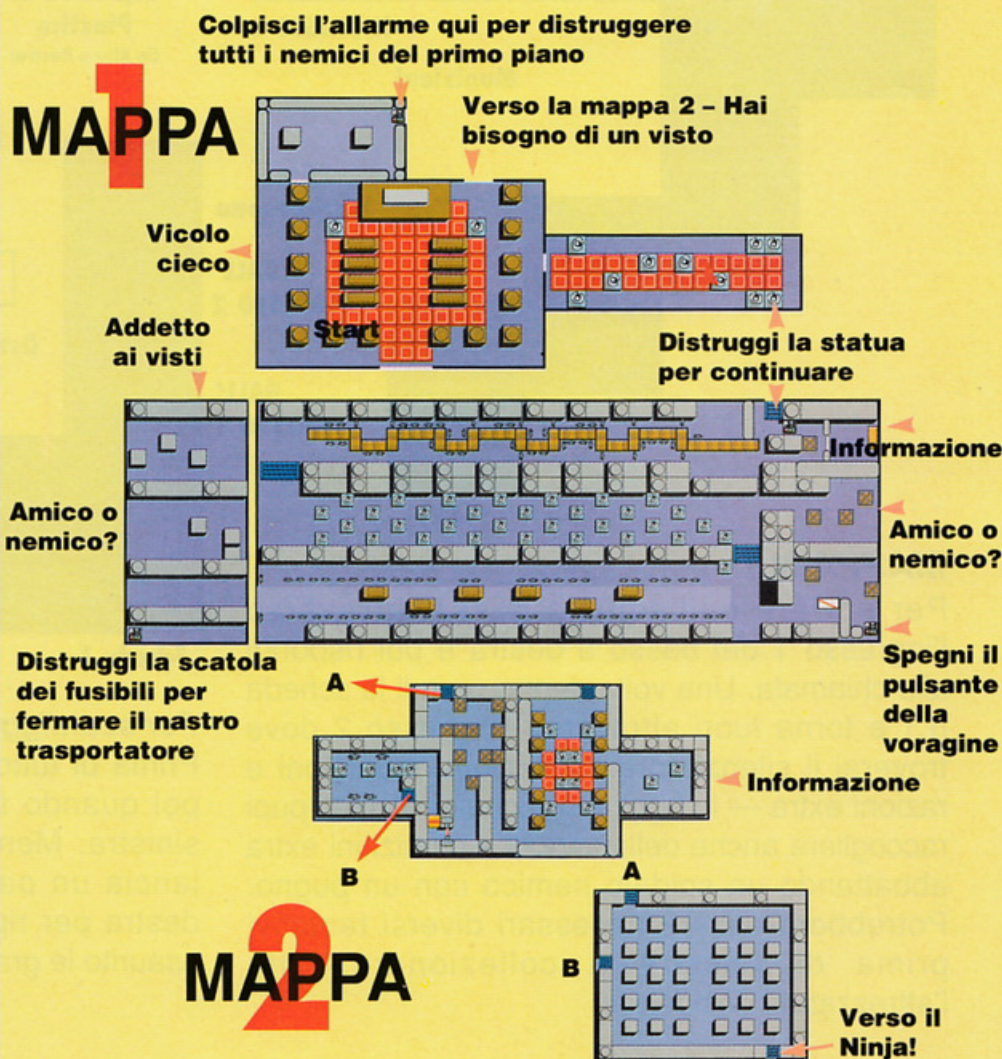 Colpisci l'allarme qui per distruggere
tutti i nemici del primo piano
MAPPA 1
Verso la mappa 2 – Hai
bisogno di un visto
Vicolo
cieco
Start
Addetto
ai visti
Distruggi la statua
per continuare
Informazione
Amico o
nemico?
Amico o
nemico?
Distruggi la scatola
dei fusibili per
fermare il nastro
trasportatore
Spegni il
pulsante
della
voragine
A
Informazione
B
A
B
MAPPA 2
Verso il
Ninja!